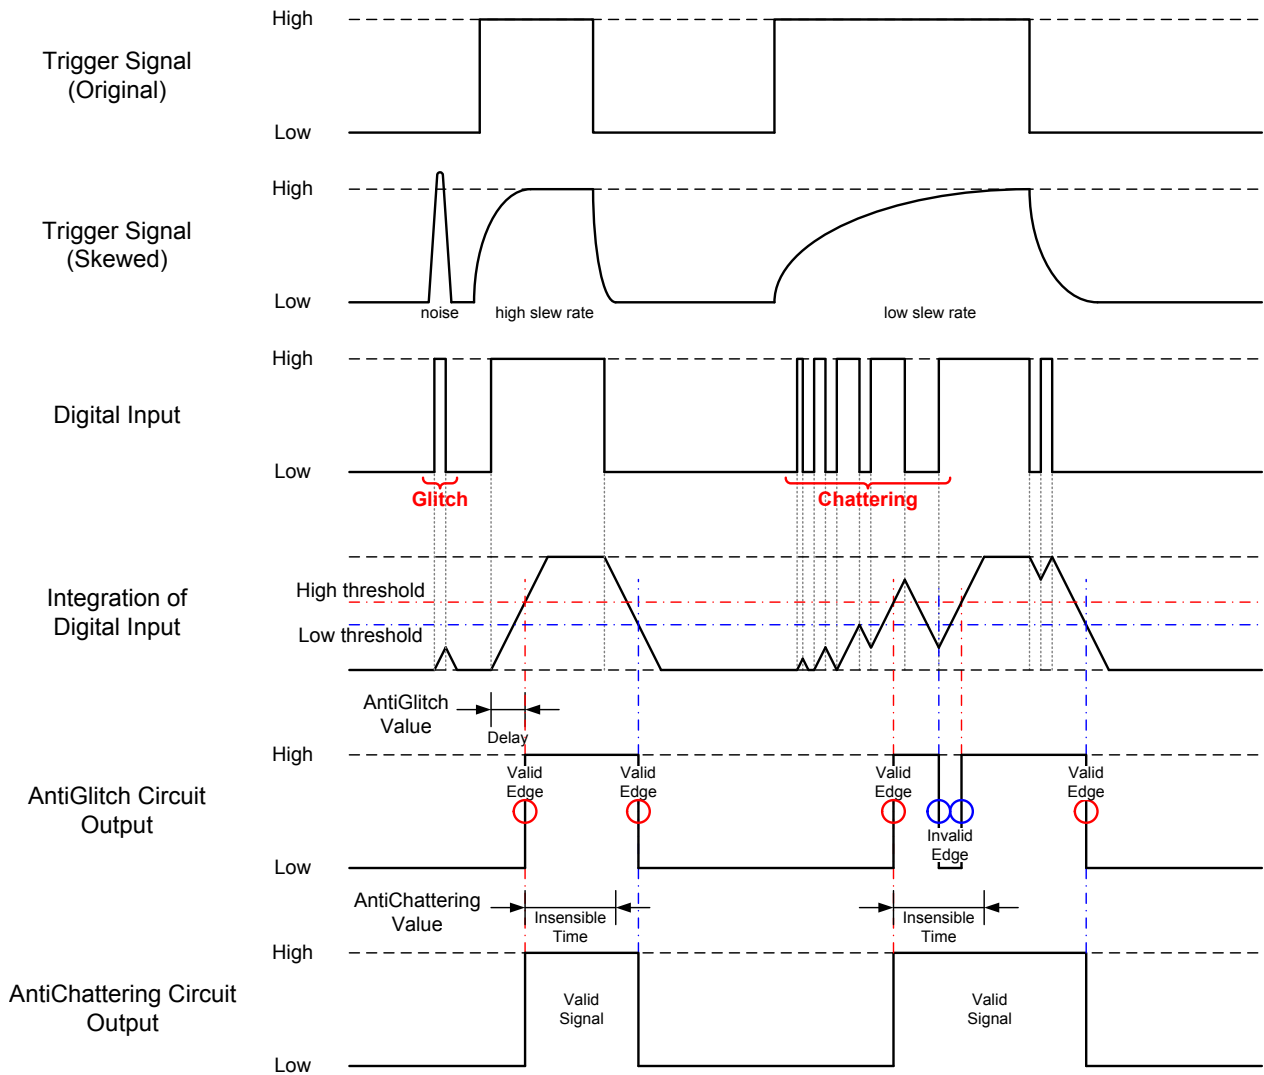 High
Trigger Signal
(Original)
Low
High
Trigger Signal
(Skewed)
Low
noise
high slew rate
low slew rate
High
Digital Input
Low
Glitch
Chattering
High threshold
Integration of
Digital Input
Low threshold
AntiGlitch
Value
Delay
High
Valid
Edge
Valid
Edge
Valid
Edge
Valid
Edge
AntiGlitch Circuit
Output
Invalid
Edge
Low
AntiChattering
Value
Insensible
Time
Insensible
Time
High
AntiChattering Circuit
Output
Valid
Signal
Valid
Signal
Low